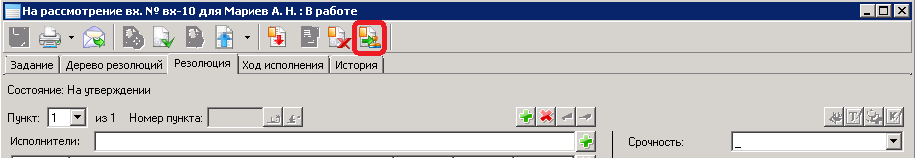 На рассмотрение вх. № вх-10 для Мариев А. Н. : В работе
Задание Дерево резолюций Резолюция Ход исполнения История
Состояние: На утверждении
Пункт: 1 из 1 Номер пункта:
Исполнители: Срочность: _